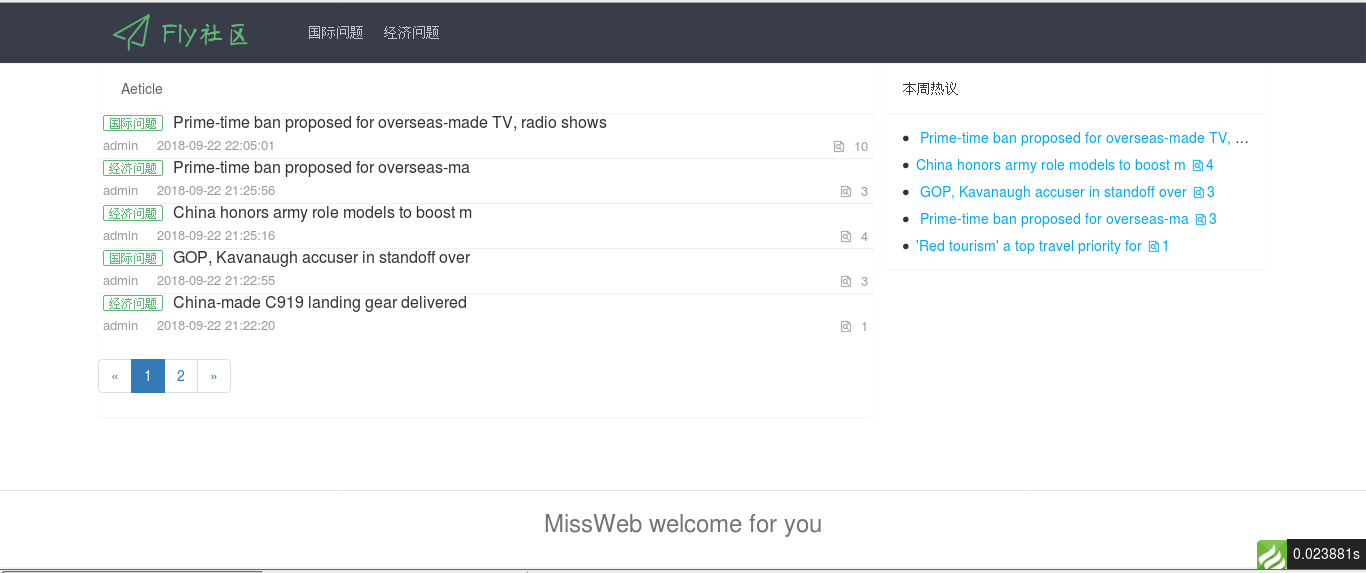 Fly社区 国际问题 经济问题
Aeticle
国际问题 Prime-time ban proposed for overseas-made TV, radio shows
admin 2018-09-22 22:05:01 10
经济问题 Prime-time ban proposed for overseas-ma
admin 2018-09-22 21:25:56 3
经济问题 China honors army role models to boost m
admin 2018-09-22 21:25:16 4
国际问题 GOP, Kavanaugh accuser in standoff over
admin 2018-09-22 21:22:55 3
经济问题 China-made C919 landing gear delivered
admin 2018-09-22 21:22:20 1
« 1 2 »
本周热议
Prime-time ban proposed for overseas-made TV, ...
China honors army role models to boost m 4
GOP, Kavanaugh accuser in standoff over 3
Prime-time ban proposed for overseas-ma 3
'Red tourism' a top travel priority for 1
MissWeb welcome for you
0.023881s